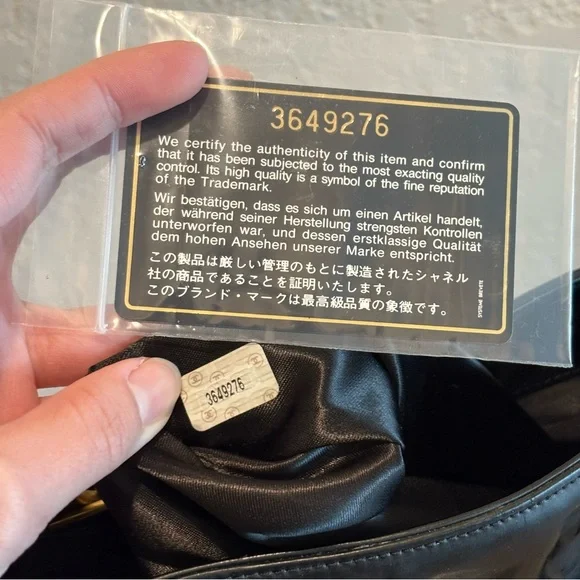 3649276
We certify the authenticity of this item and confirm
that it has been subjected to the most exacting quality
control. Its high quality is a symbol of the fine reputation
of the Trademark.
Wir bestätigen, dass es sich um einen Artikel handelt,
der während seiner Herstellung strengsten Kontrollen
unterworfen war, und dessen erstklassige Qualität
dem hohen Ansehen unserer Marke entspricht.
この製品は厳しい管理のもとに製造されたシャネル
社の商品であることを証明いたします。
このブランド・マークは最高級品質の象徴です。
SYSTEME BREVETE
3649276